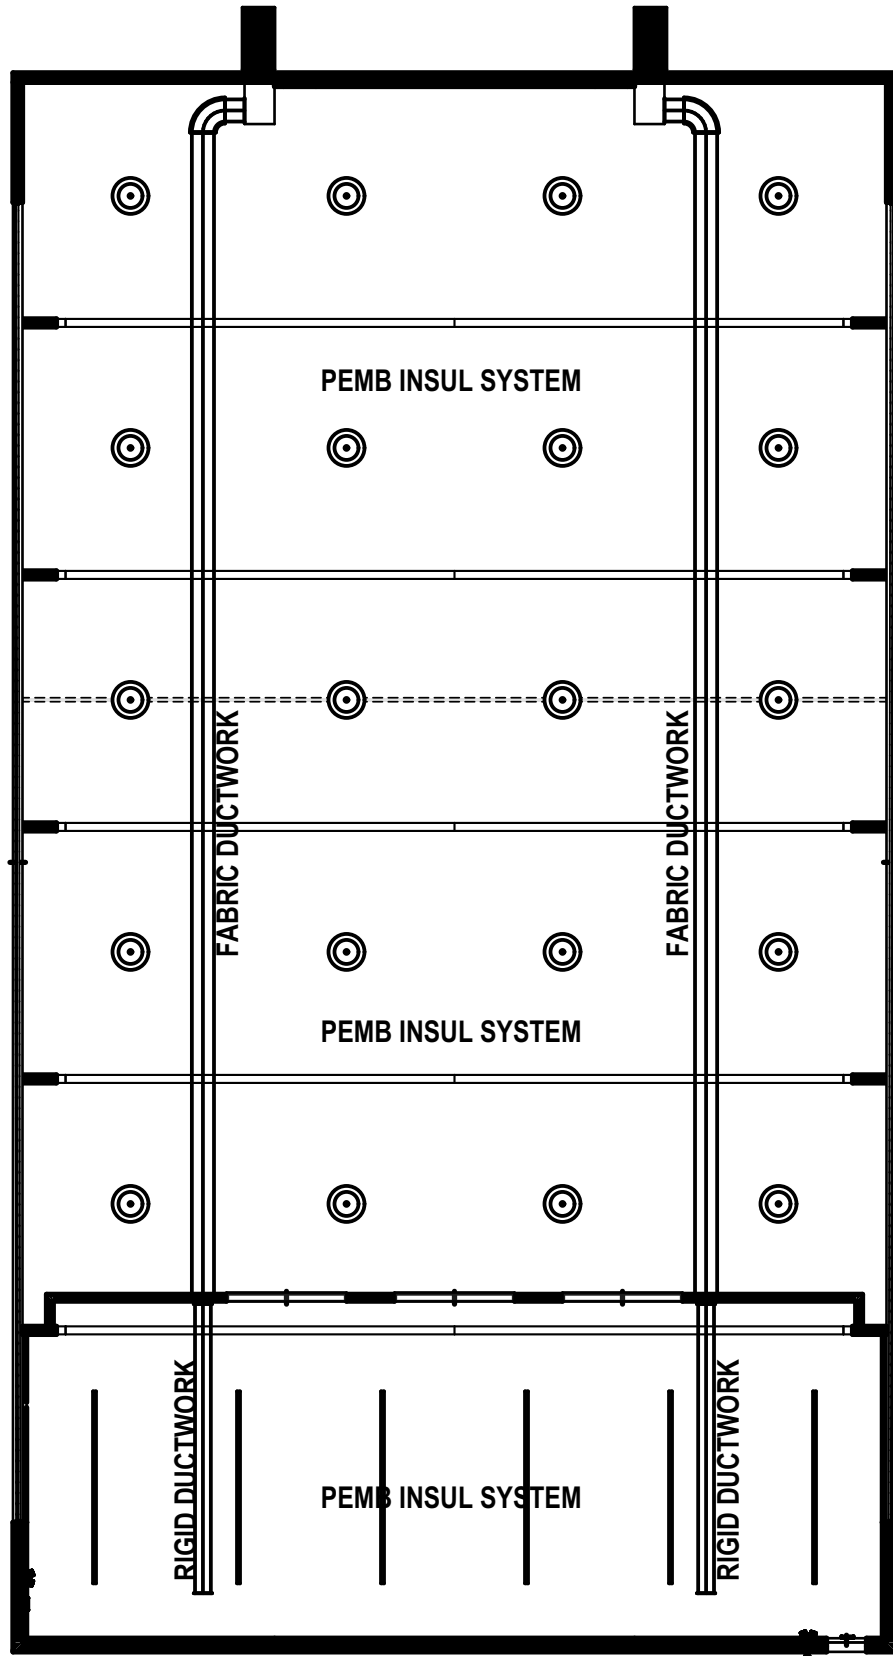 PEMB INSUL SYSTEM
FABRIC DUCTWORK
FABRIC DUCTWORK
PEMB INSUL SYSTEM
RIGID DUCTWORK
PEMB INSUL SYSTEM
RIGID DUCTWORK